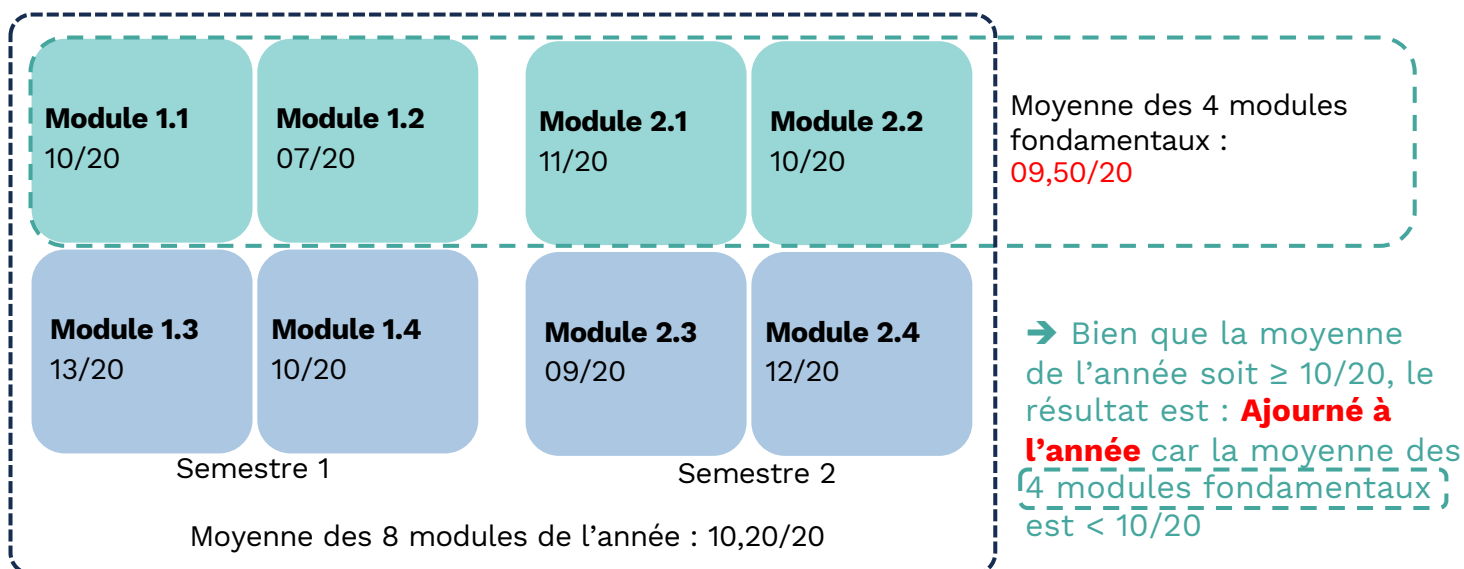 Module 1.1
10/20
Module 1.2
07/20
Module 2.1
11/20
Module 2.2
10/20
Moyenne des 4 modules
fondamentaux :
09,50/20
Module 1.3
13/20
Module 1.4
10/20
Module 2.3
09/20
Module 2.4
12/20
Semestre 1
Semestre 2
Moyenne des 8 modules de l’année : 10,20/20
➔ Bien que la moyenne
de l’année soit ≥ 10/20, le
résultat est : Ajourné à
l’année car la moyenne des
4 modules fondamentaux
est < 10/20